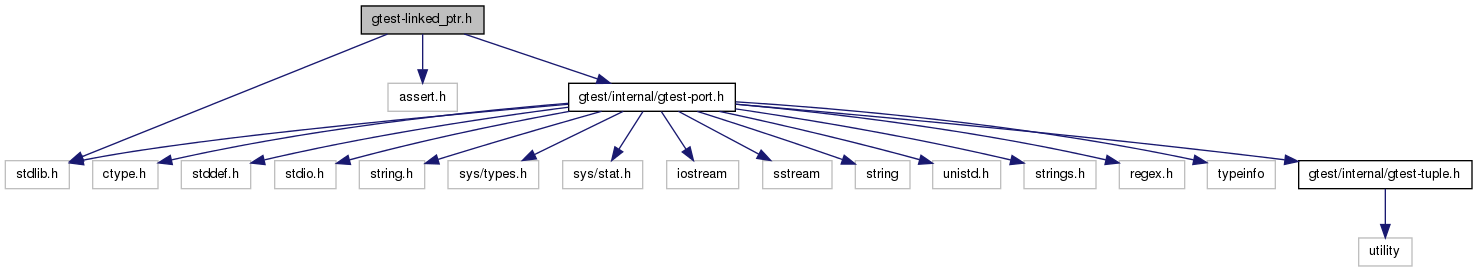 gtest-linked_ptr.h
assert.h
gtest/internal/gtest-port.h
stdlib.h
ctype.h
stddef.h
stdio.h
string.h
sys/types.h
sys/stat.h
iostream
sstream
string
unistd.h
strings.h
regex.h
typeinfo
gtest/internal/gtest-tuple.h
utility